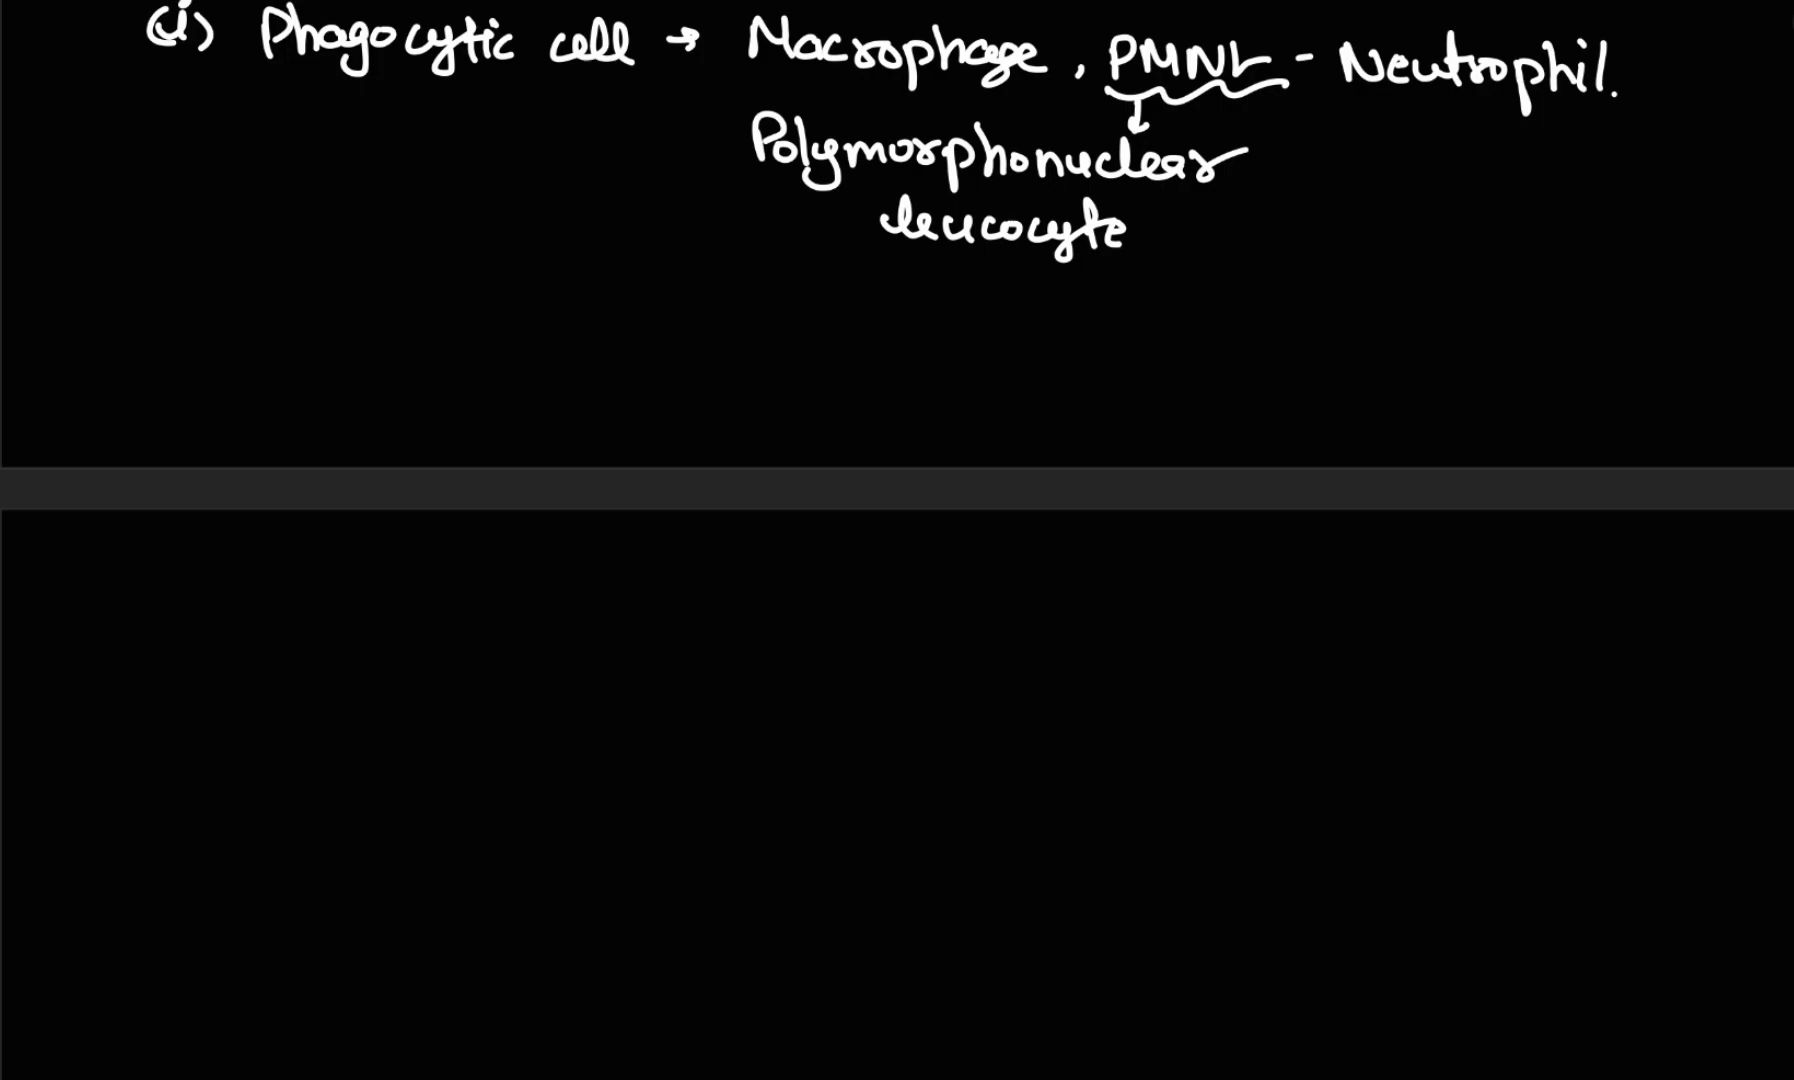 (i) Phagocytic cell → Macrophage, PMNL - Neutrophil.
Polymorphonuclear
leucocyte